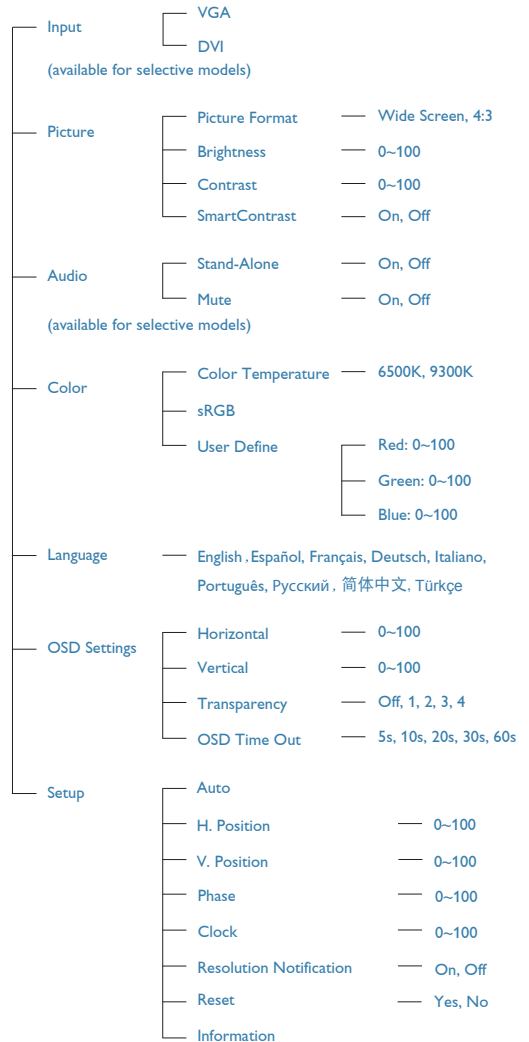 Input
VGA
DVI
(available for selective models)
Picture
Picture Format
Wide Screen, 4:3
Brightness
0~100
Contrast
0~100
SmartContrast
On, Off
Audio
Stand-Alone
On, Off
Mute
On, Off
(available for selective models)
Color
Color Temperature
6500K, 9300K
sRGB
User Define
Red: 0~100
Green: 0~100
Blue: 0~100
Language
English , Español, Français, Deutsch, Italiano,
Português, Русский , 简体中文, Türkçe
OSD Settings
Horizontal
0~100
Vertical
0~100
Transparency
Off, 1, 2, 3, 4
OSD Time Out
5s, 10s, 20s, 30s, 60s
Setup
Auto
H. Position
0~100
V. Position
0~100
Phase
0~100
Clock
0~100
Resolution Notification
On, Off
Reset
Yes, No
Information